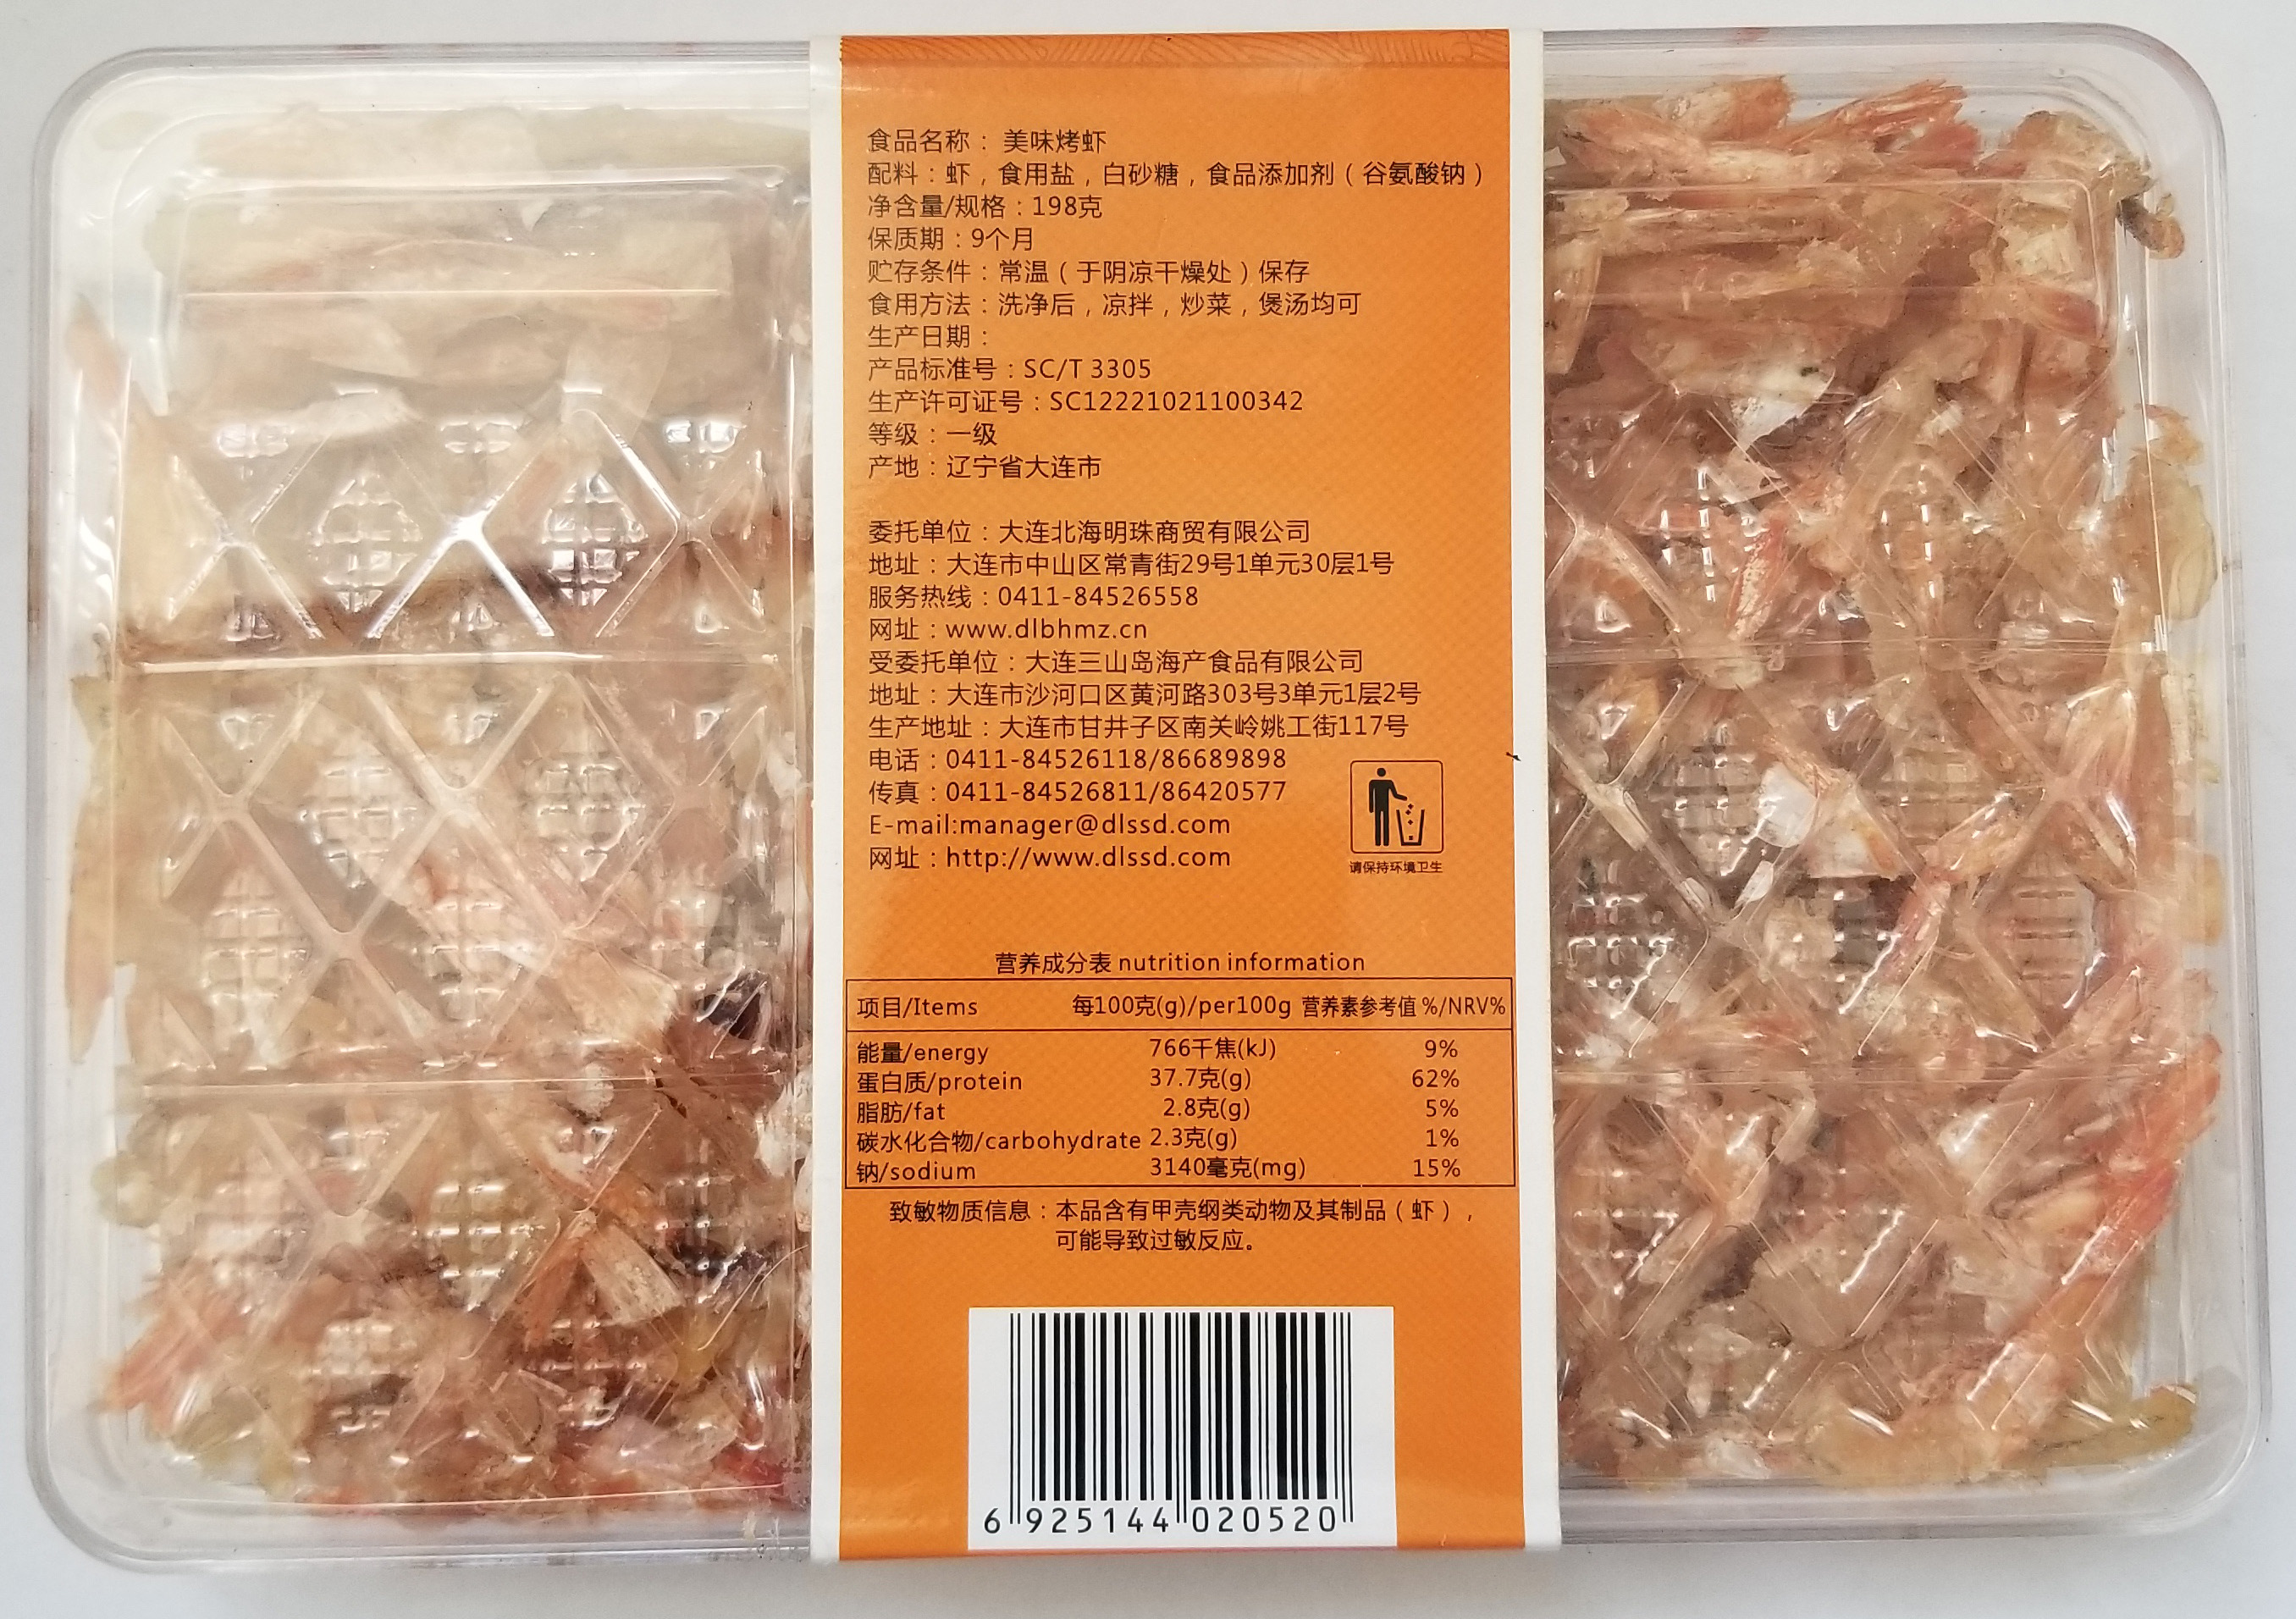 食品名称：美味烤虾
配料：虾，食用盐，白砂糖，食品添加剂（谷氨酸钠）
净含量/规格：198克
保质期：9个月
贮存条件：常温（于阴凉干燥处）保存
食用方法：洗净后，凉拌，炒菜，煲汤均可
生产日期：
产品标准号：SC/T 3305
生产许可证号：SC12221021100342
等级：一级
产地：辽宁省大连市
委托单位：大连北海明珠商贸有限公司
地址：大连市中山区常青街29号1单元30层1号
服务热线：0411-84526558
网址：www.dlbhmz.cn
受委托单位：大连三山岛海产食品有限公司
地址：大连市沙河口区黄河路303号3单元1层2号
生产地址：大连市甘井子区南关岭姚工街117号
电话：0411-84526118/86689898
传真：0411-84526811/86420577
E-mail:manager@dlssd.com
网址：http://www.dlssd.com
请保持环境卫生
营养成分表 nutrition information
项目/Items 每100克(g)/per100g 营养素参考值 %/NRV%
能量/energy 766千焦(kJ) 9%
蛋白质/protein 37.7克(g) 62%
脂肪/fat 2.8克(g) 5%
碳水化合物/carbohydrate 2.3克(g) 1%
钠/sodium 3140毫克(mg) 15%
致敏物质信息：本品含有甲壳纲类动物及其制品（虾），
可能导致过敏反应。
6 925144 020520